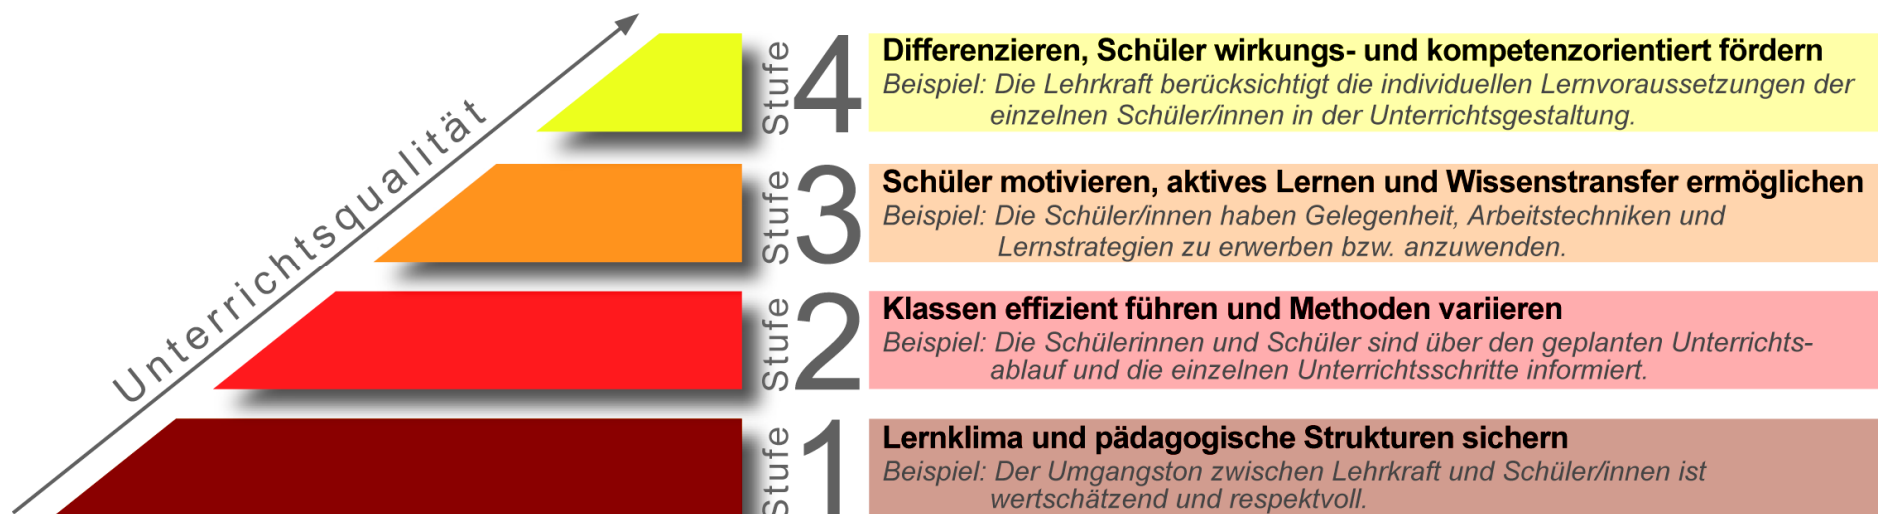 Unterrichtsqualität
Stufe 4
Differenzieren, Schüler wirkungs- und kompetenzorientiert fördern
Beispiel: Die Lehrkraft berücksichtigt die individuellen Lernvoraussetzungen der
einzelnen Schüler/innen in der Unterrichtsgestaltung.
Stufe 3
Schüler motivieren, aktives Lernen und Wissenstransfer ermöglichen
Beispiel: Die Schüler/innen haben Gelegenheit, Arbeitstechniken und
Lernstrategien zu erwerben bzw. anzuwenden.
Stufe 2
Klassen effizient führen und Methoden variieren
Beispiel: Die Schülerinnen und Schüler sind über den geplanten Unterrichts-
ablauf und die einzelnen Unterrichtsschritte informiert.
Stufe 1
Lernklima und pädagogische Strukturen sichern
Beispiel: Der Umgangston zwischen Lehrkraft und Schüler/innen ist
wertschätzend und respektvoll.